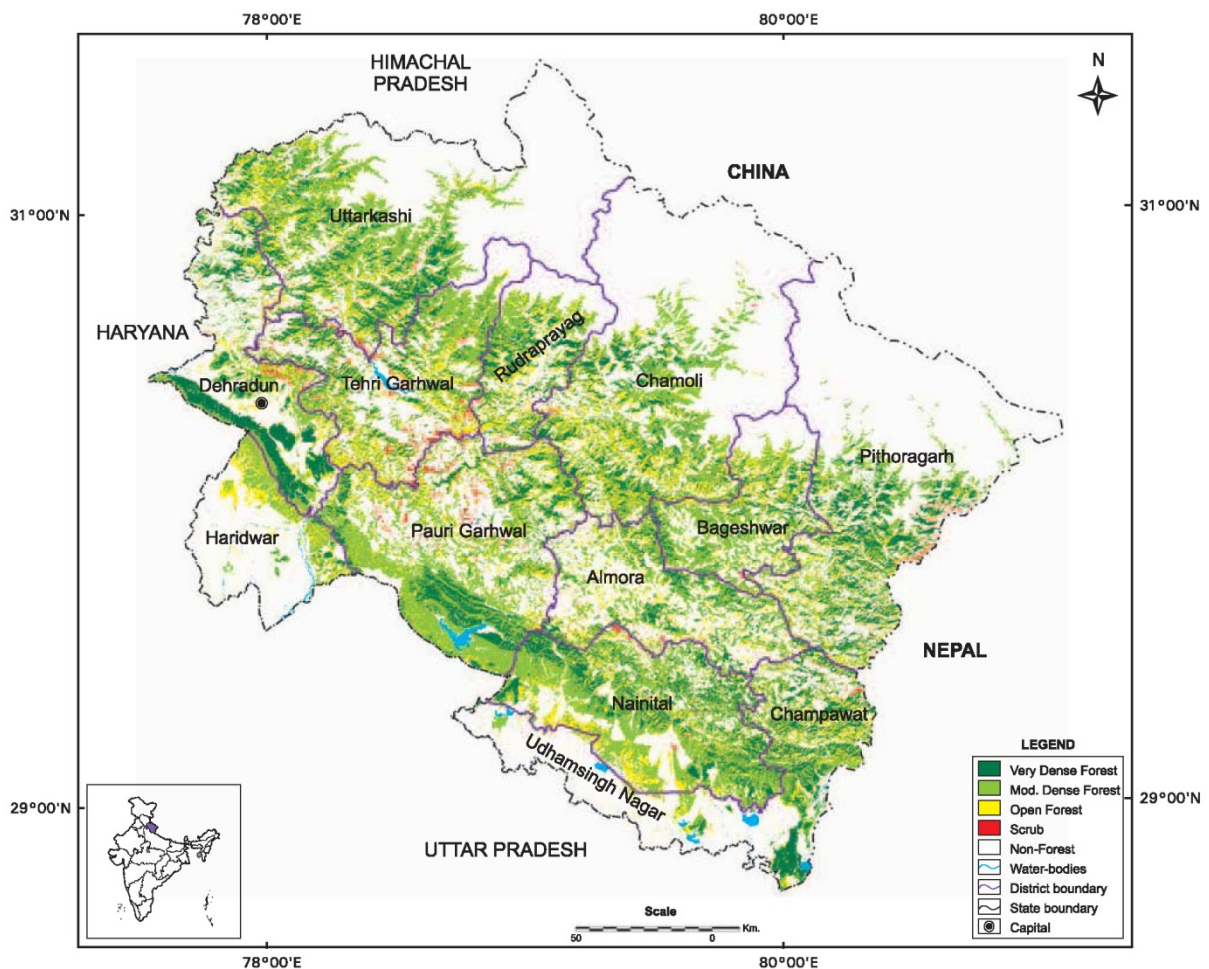 78°00'E
80°00'E
HIMACHAL
PRADESH
N
CHINA
31°00'N
31°00'N
Uttarkashi
HARYANA
Rudraprayag
Dehradun
Tehri Garhwal
Chamoli
Pithoragarh
Haridwar
Pauri Garhwal
Bageshwar
Almora
NEPAL
Nainital
Champawat
Udhamsingh Nagar
LEGEND
Very Dense Forest
Mod. Dense Forest
Open Forest
Scrub
Non-Forest
Water-bodies
District boundary
State boundary
Capital
29°00'N
29°00'N
UTTAR PRADESH
Scale
50 0 Km.
78°00'E
80°00'E